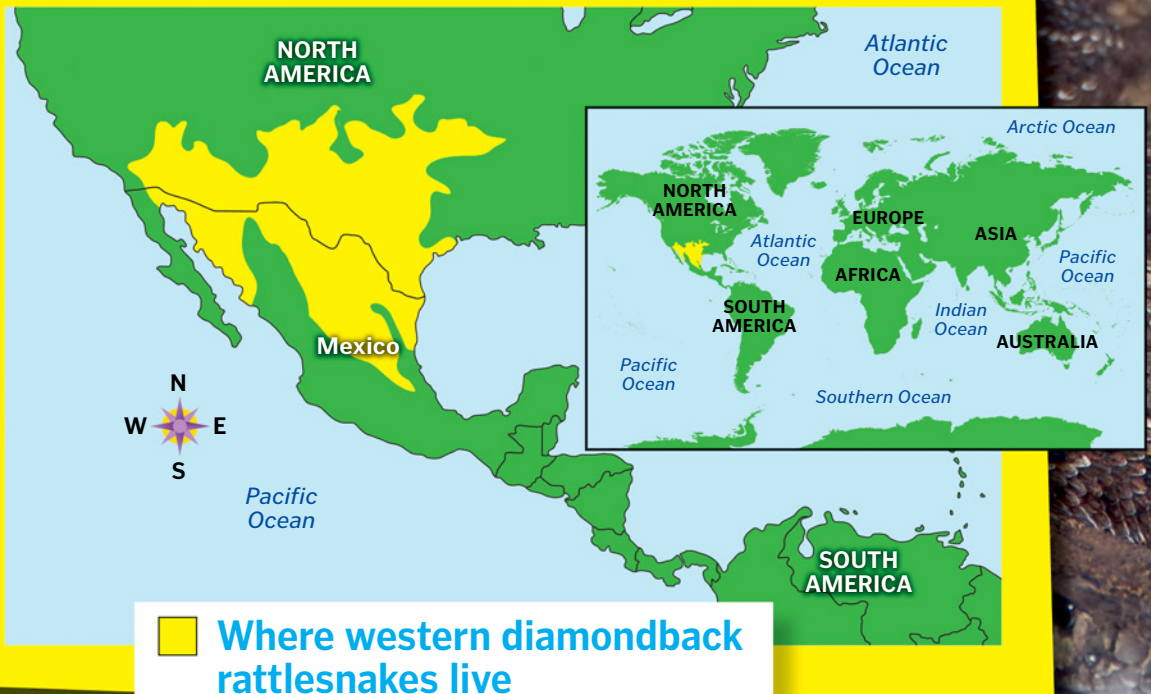 NORTH
AMERICA
Atlantic
Ocean
Mexico
N
W
E
S
Pacific
Ocean
SOUTH
AMERICA
Arctic Ocean
NORTH
AMERICA
EUROPE
ASIA
Atlantic
Ocean
Pacific
Ocean
AFRICA
SOUTH
AMERICA
Indian
Ocean
AUSTRALIA
Pacific
Ocean
Southern Ocean
Where western diamondback
rattlesnakes live